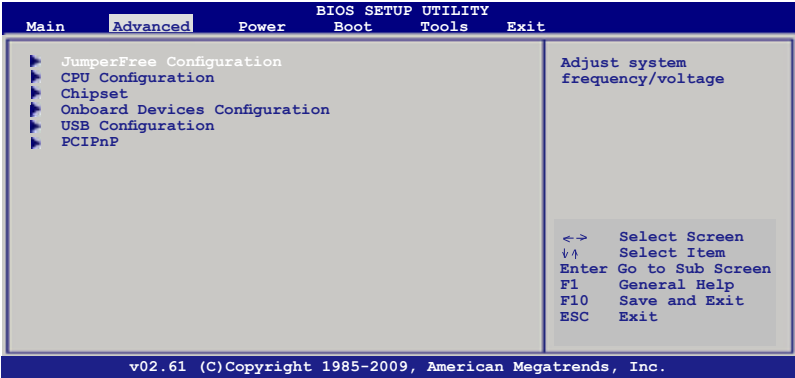 BIOS SETUP UTILITY
Main Advanced Power Boot Tools Exit
JumperFree Configuration
CPU Configuration
Chipset
Onboard Devices Configuration
USB Configuration
PCIPnP
Adjust system
frequency/voltage
←→ Select Screen
↓↑ Select Item
Enter Go to Sub Screen
F1 General Help
F10 Save and Exit
ESC Exit
v02.61 (C)Copyright 1985-2009, American Megatrends, Inc.